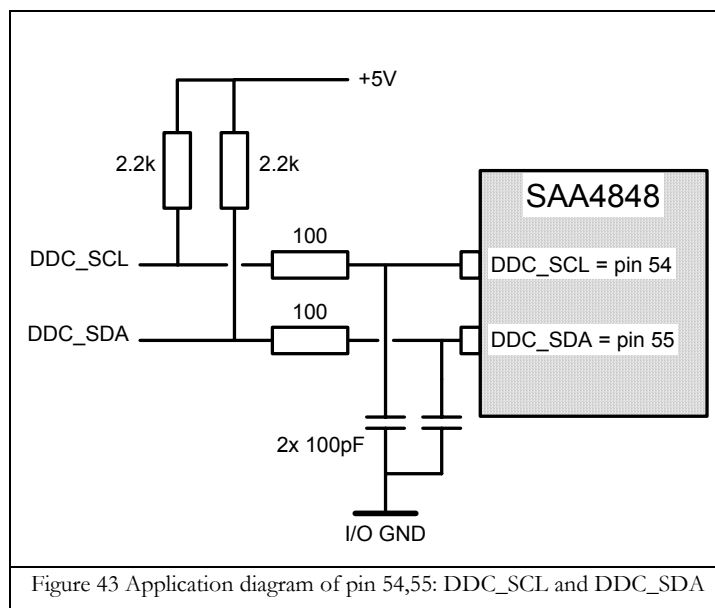 +5V
2.2k
2.2k
SAA4848
100
DDC_SCL
DDC_SCL = pin 54
100
DDC_SDA
DDC_SDA = pin 55
2x 100pF
I/O GND
Figure 43 Application diagram of pin 54,55: DDC_SCL and DDC_SDA